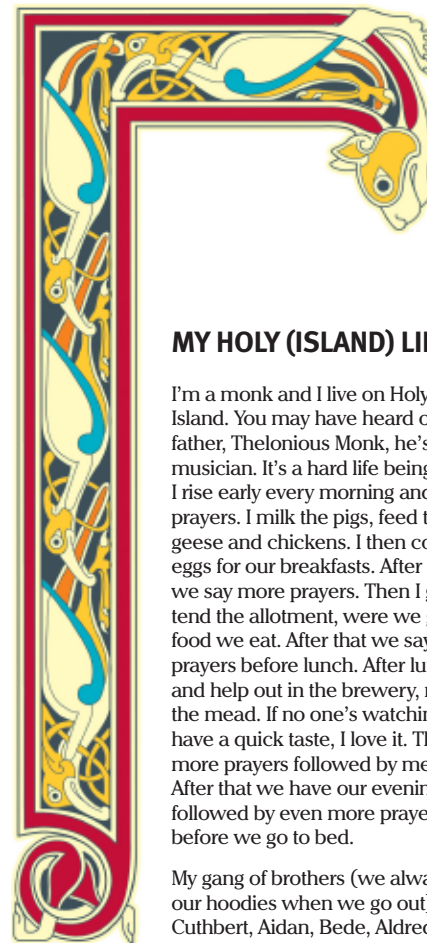 MY HOLY (ISLAND) LI
I’m a monk and I live on Holy
Island. You may have heard o
father, Thelonious Monk, he’s
musician. It’s a hard life being
I rise early every morning and
prayers. I milk the pigs, feed t
geese and chickens. I then co
eggs for our breakfasts. After
we say more prayers. Then I g
tend the allotment, were we g
food we eat. After that we say
prayers before lunch. After lu
and help out in the brewery, 
the mead. If no one’s watchin
have a quick taste, I love it. Th
more prayers followed by me
After that we have our evenin
followed by even more praye
before we go to bed.
My gang of brothers (we alwa
our hoodies when we go out)
Cuthbert, Aidan, Bede, Aldred